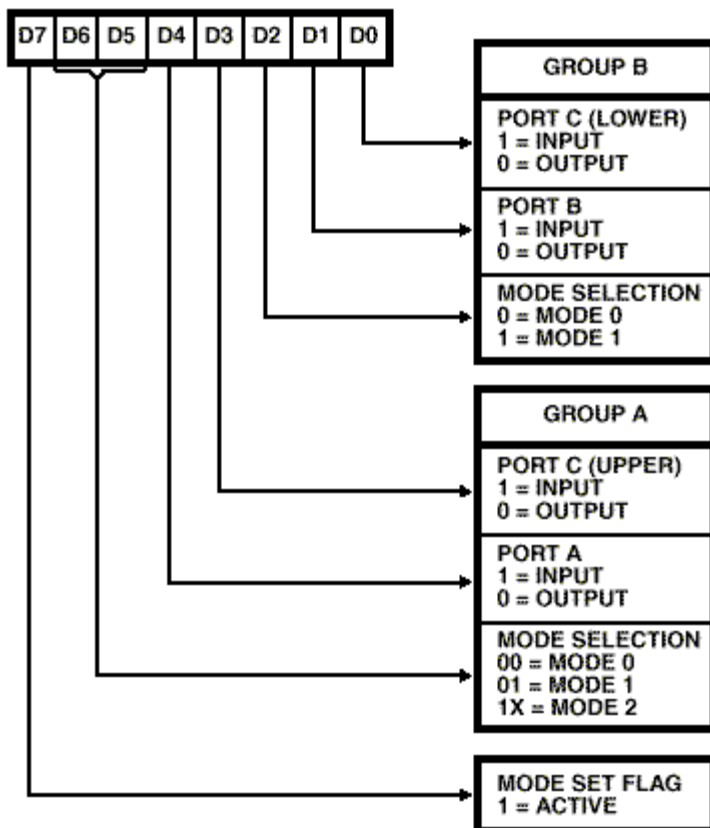 D7 D6 D5 D4 D3 D2 D1 D0
GROUP B
PORT C (LOWER)
1 = INPUT
0 = OUTPUT
PORT B
1 = INPUT
0 = OUTPUT
MODE SELECTION
0 = MODE 0
1 = MODE 1
GROUP A
PORT C (UPPER)
1 = INPUT
0 = OUTPUT
PORT A
1 = INPUT
0 = OUTPUT
MODE SELECTION
00 = MODE 0
01 = MODE 1
1X = MODE 2
MODE SET FLAG
1 = ACTIVE